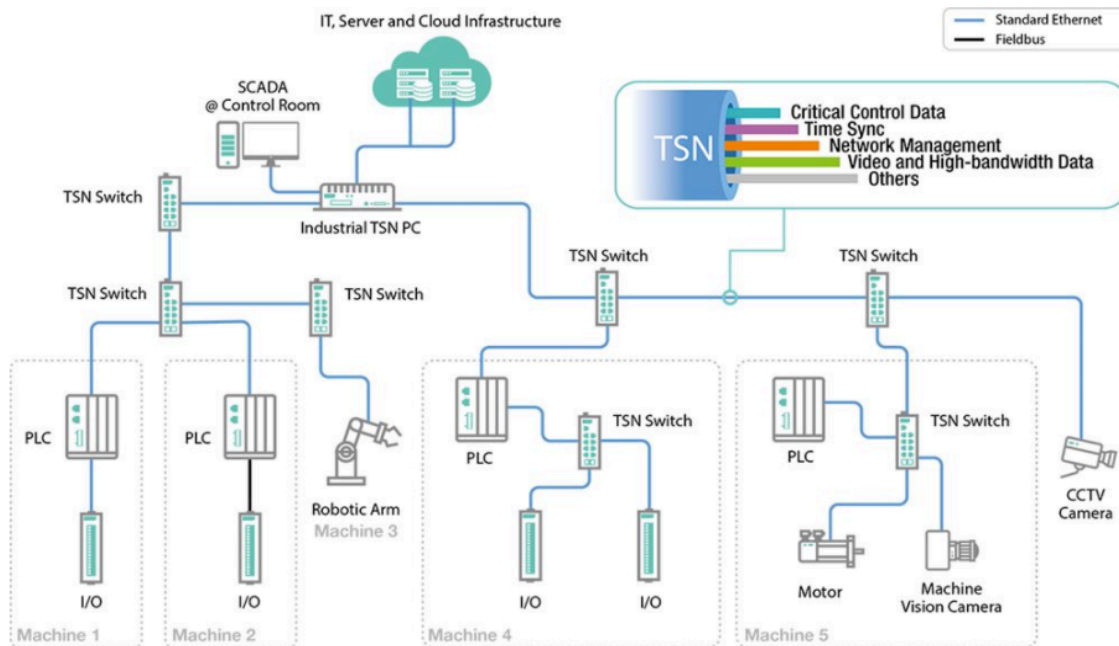 IT, Server and Cloud Infrastructure
Standard Ethernet
Fieldbus
SCADA
@ Control Room
TSN
Critical Control Data
Time Sync
Network Management
Video and High-bandwidth Data
Others
TSN Switch
Industrial TSN PC
TSN Switch
TSN Switch
TSN Switch
TSN Switch
PLC
I/O
Machine 1
PLC
I/O
Machine 2
Robotic Arm
Machine 3
PLC
TSN Switch
I/O
I/O
Machine 4
PLC
TSN Switch
Motor
Machine
Vision Camera
Machine 5
CCTV
Camera